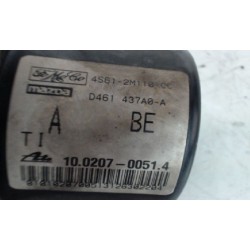 4S61-2M110-CC
D461 437A0-A
A BE
TI
10.0207-0051.4